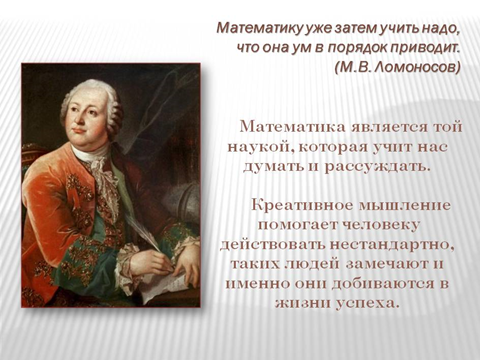 Математику уже затем учить надо,
что она ум в порядок приводит.
(М.В. Ломоносов)
Математика является той
наукой, которая учит нас
думать и рассуждать.
Креативное мышление
помогает человеку
действовать нестандартно,
таких людей замечают и
именно они добиваются в
жизни успеха.